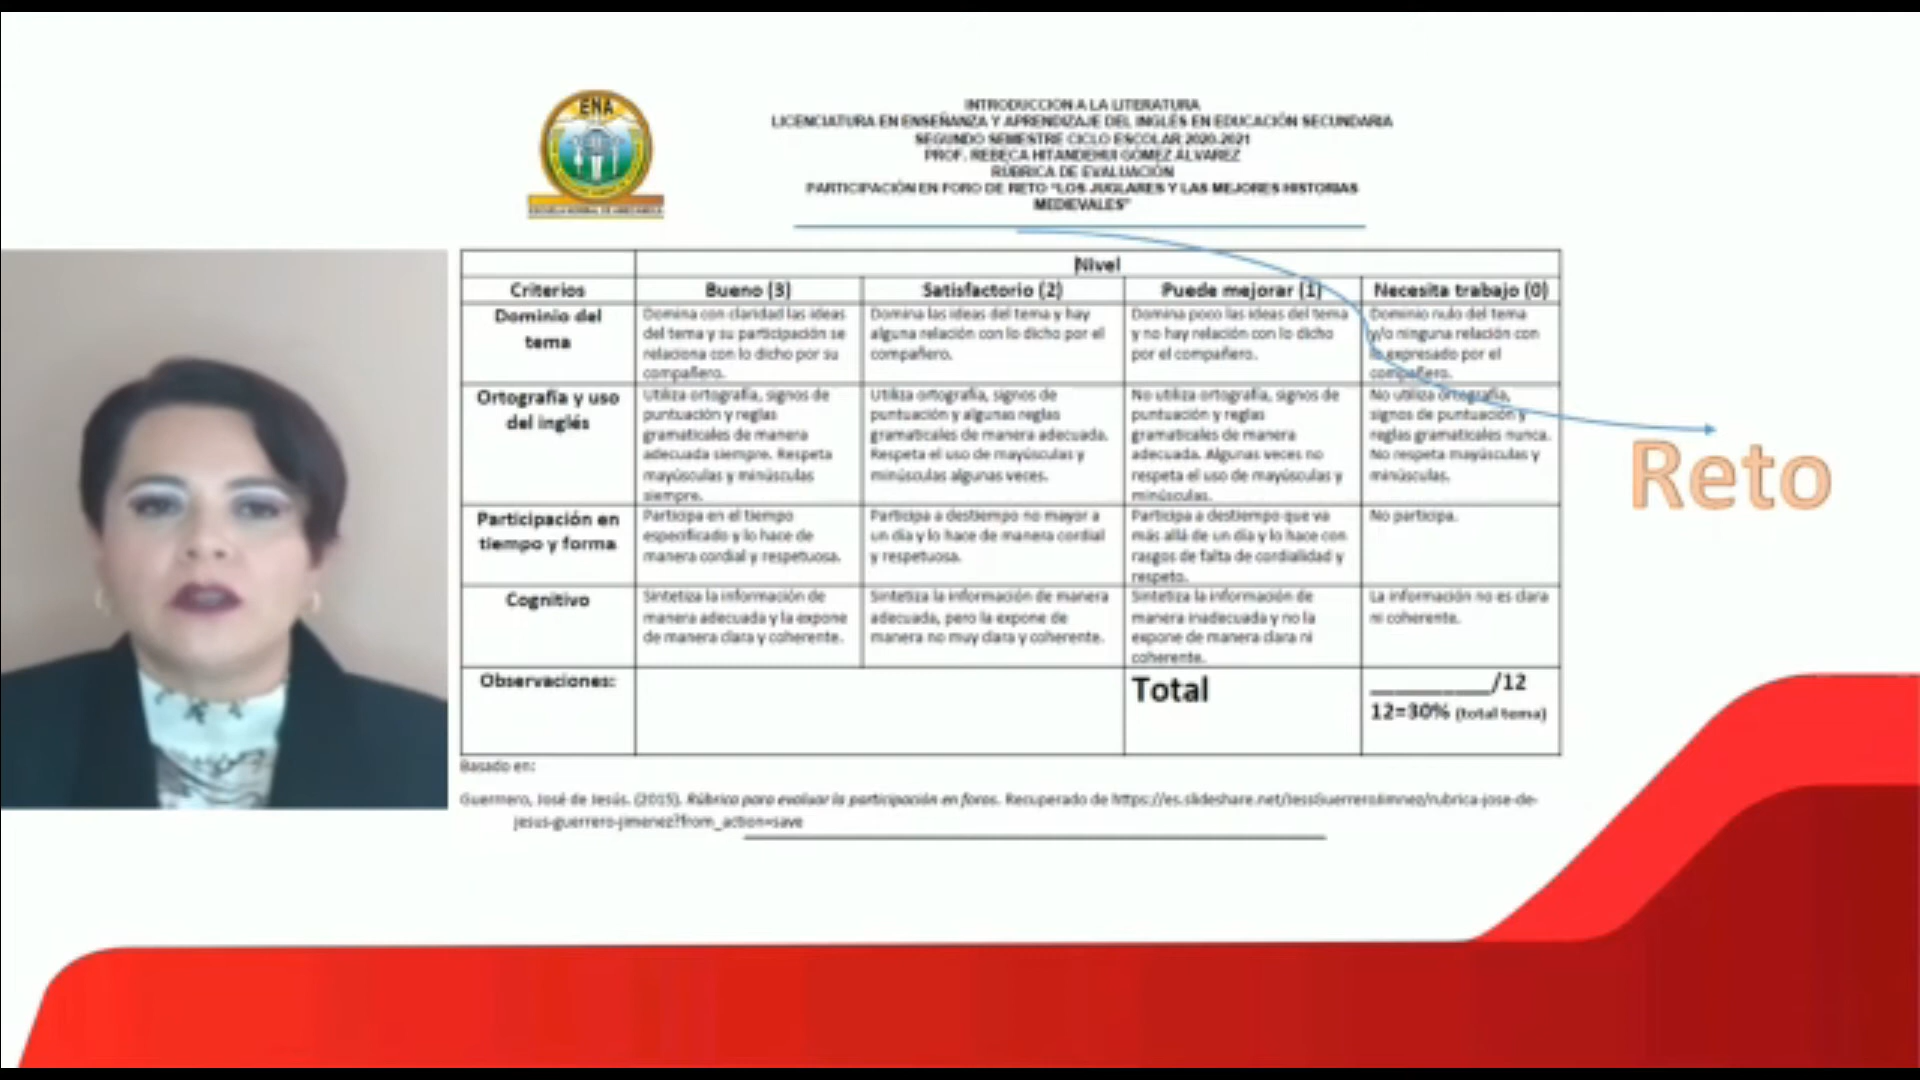 ENA
ESCUELA NORMAL DE AMECAMECA
INTRODUCCIÓN A LA LITERATURA
LICENCIATURA EN ENSEÑANZA Y APRENDIZAJE DEL INGLÉS EN EDUCACIÓN SECUNDARIA
SEGUNDO SEMESTRE CICLO ESCOLAR 2020-2021
PROF. REBECA HITANDEHUI GÓMEZ ÁLVAREZ
RÚBRICA DE EVALUACIÓN
PARTICIPACIÓN EN FORO DE RETO "LOS JUGLARES Y LAS MEJORES HISTORIAS
MEDIEVALES"
Nivel
Criterios
Bueno (3)
Satisfactorio (2)
Puede mejorar (1)
Necesita trabajo (0)
Dominio del
tema
Domina con claridad las ideas
del tema y su participación se
relaciona con lo dicho por su
compañero.
Domina las ideas del tema y hay
alguna relación con lo dicho por el
compañero.
Domina poco las ideas del tema
y no hay relación con lo dicho
por el compañero.
Dominio nulo del tema
y/o ninguna relación con
lo expresado por el
compañero.
Ortografía y uso
del inglés
Utiliza ortografía, signos de
puntuación y reglas
gramaticales de manera
adecuada siempre. Respeta
mayúsculas y minúsculas
siempre.
Utiliza ortografía, signos de
puntuación y algunas reglas
gramaticales de manera adecuada.
Respeta el uso de mayúsculas y
minúsculas algunas veces.
No utiliza ortografía, signos de
puntuación y reglas
gramaticales de manera
adecuada. Algunas veces no
respeta el uso de mayúsculas y
minúsculas.
No utiliza ortografía,
signos de puntuación y
reglas gramaticales nunca.
No respeta mayúsculas y
minúsculas.
Participación en
tiempo y forma
Participa en el tiempo
especificado y lo hace de
manera cordial y respetuosa.
Participa a destiempo no mayor a
un día y lo hace de manera cordial
y respetuosa.
Participa a destiempo que va
más allá de un día y lo hace con
rasgos de falta de cordialidad y
respeto.
No participa.
Cognitivo
Sintetiza la información de
manera adecuada y la expone
de manera clara y coherente.
Sintetiza la información de manera
adecuada, pero la expone de
manera no muy clara y coherente.
Sintetiza la información de
manera inadecuada y no la
expone de manera clara ni
coherente.
La información no es clara
ni coherente.
Observaciones:
Total
___________/12
12=30% (total tema)
Basado en:
Guerrero, José de Jesús. (2015). Rúbrica para evaluar la participación en foros. Recuperado de https://es.slideshare.net/JessGuerreroJimnez/rubrica-jose-de-
jesus-guerrero-jimenez?from_action=save
Reto